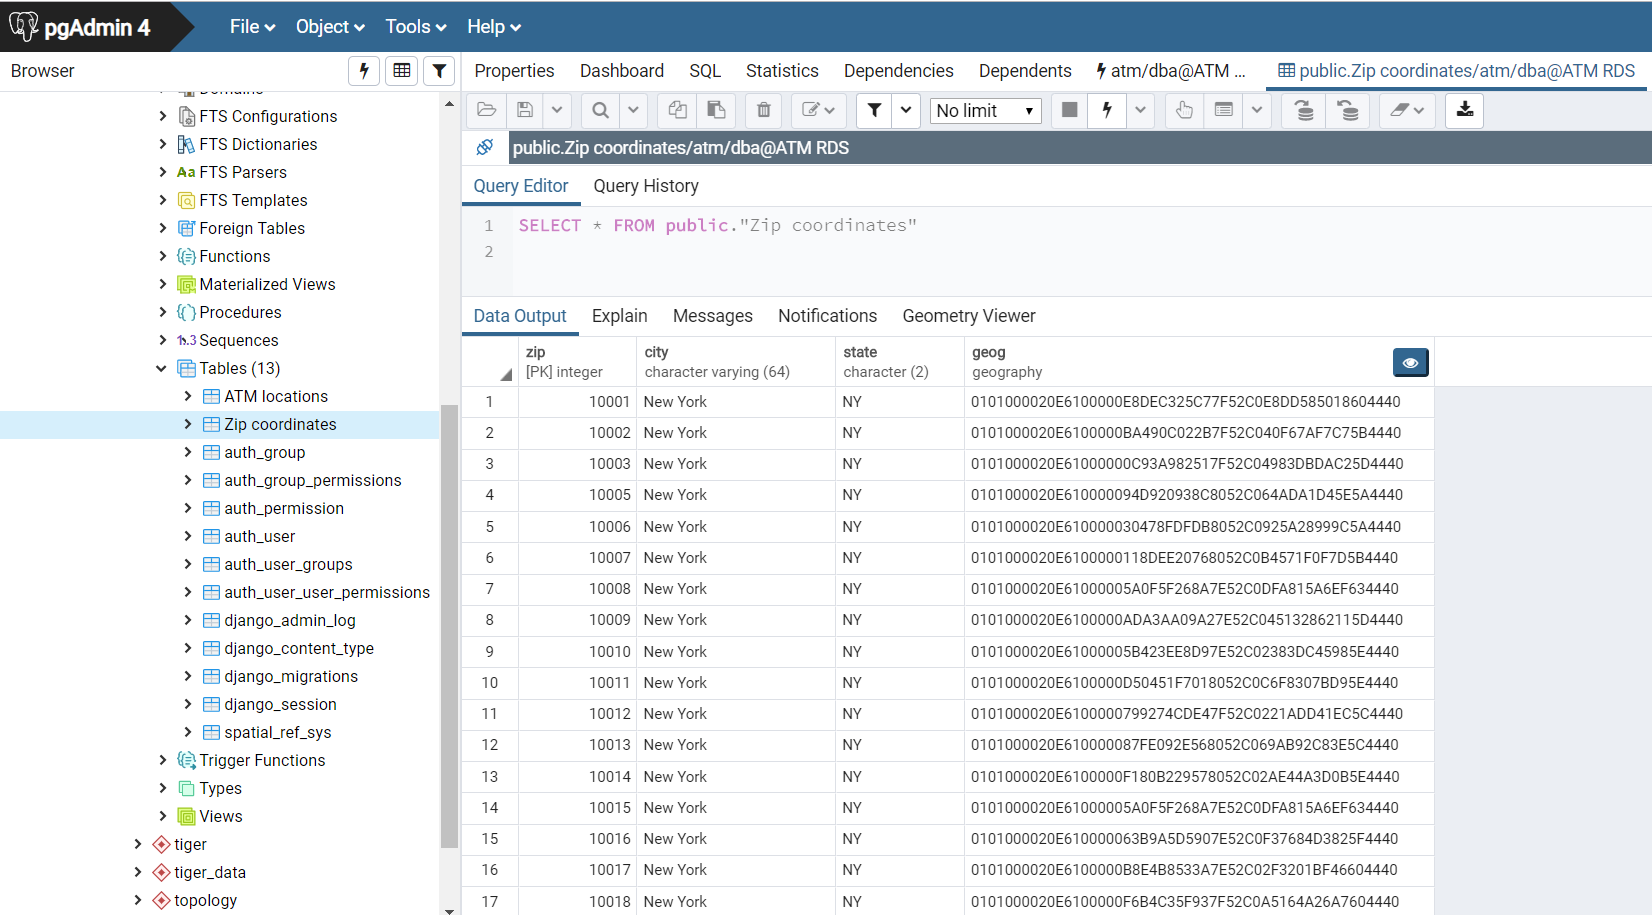 pgAdmin 4 File Object Tools Help
Browser
Properties Dashboard SQL Statistics Dependencies Dependents atm/dba@ATM ... public.Zip coordinates/atm/dba@ATM RDS
FTS Configurations
FTS Dictionaries
Aa FTS Parsers
FTS Templates
Foreign Tables
Functions
Materialized Views
Procedures
1..3 Sequences
Tables (13)
ATM locations
Zip coordinates
auth_group
auth_group_permissions
auth_permission
auth_user
auth_user_groups
auth_user_user_permissions
django_admin_log
django_content_type
django_migrations
django_session
spatial_ref_sys
Trigger Functions
Types
Views
tiger
tiger_data
topology
No limit
public.Zip coordinates/atm/dba@ATM RDS
Query Editor Query History
1 SELECT * FROM public."Zip coordinates"
2
Data Output Explain Messages Notifications Geometry Viewer
zip city state geog
[PK] integer character varying (64) character (2) geography
1 10001 New York NY 0101000020E6100000E8DEC325C77F52C0E8DD585018604440
2 10002 New York NY 0101000020E6100000BA490C022B7F52C040F67AF7C75B4440
3 10003 New York NY 0101000020E61000000C93A982517F52C04983DBDAC25D4440
4 10005 New York NY 0101000020E610000094D920938C8052C064ADA1D45E5A4440
5 10006 New York NY 0101000020E610000030478FDFDB8052C0925A28999C5A4440
6 10007 New York NY 0101000020E6100000118DEE20768052C0B4571F0F7D5B4440
7 10008 New York NY 0101000020E61000005A0F5F268A7E52C0DFA815A6EF634440
8 10009 New York NY 0101000020E6100000ADA3AA09A27E52C045132862115D4440
9 10010 New York NY 0101000020E61000005B423EE8D97E52C02383DC45985E4440
10 10011 New York NY 0101000020E6100000D50451F7018052C0C6F8307BD95E4440
11 10012 New York NY 0101000020E6100000799274CDE47F52C0221ADD41EC5C4440
12 10013 New York NY 0101000020E610000087FE092E568052C069AB92C83E5C4440
13 10014 New York NY 0101000020E6100000F180B229578052C02AE44A3D0B5E4440
14 10015 New York NY 0101000020E61000005A0F5F268A7E52C0DFA815A6EF634440
15 10016 New York NY 0101000020E610000063B9A5D5907E52C0F37684D3825F4440
16 10017 New York NY 0101000020E6100000B8E4B8533A7E52C02F3201BF46604440
17 10018 New York NY 0101000020E6100000F6B4C35F937F52C0A5164A26A7604440